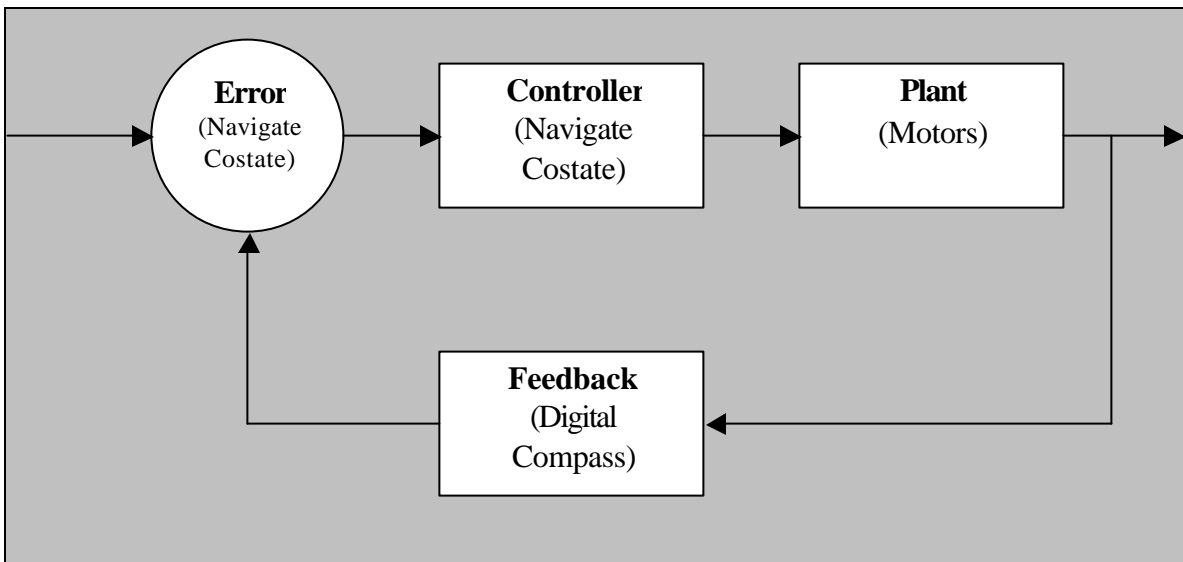 Error
(Navigate
Costate)
Controller
(Navigate
Costate)
Plant
(Motors)
Feedback
(Digital
Compass)